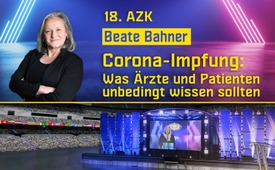 18. AZK
Beate Bahner
Corona-Impfung:
Was Ärzte und Patienten
unbedingt wissen sollten